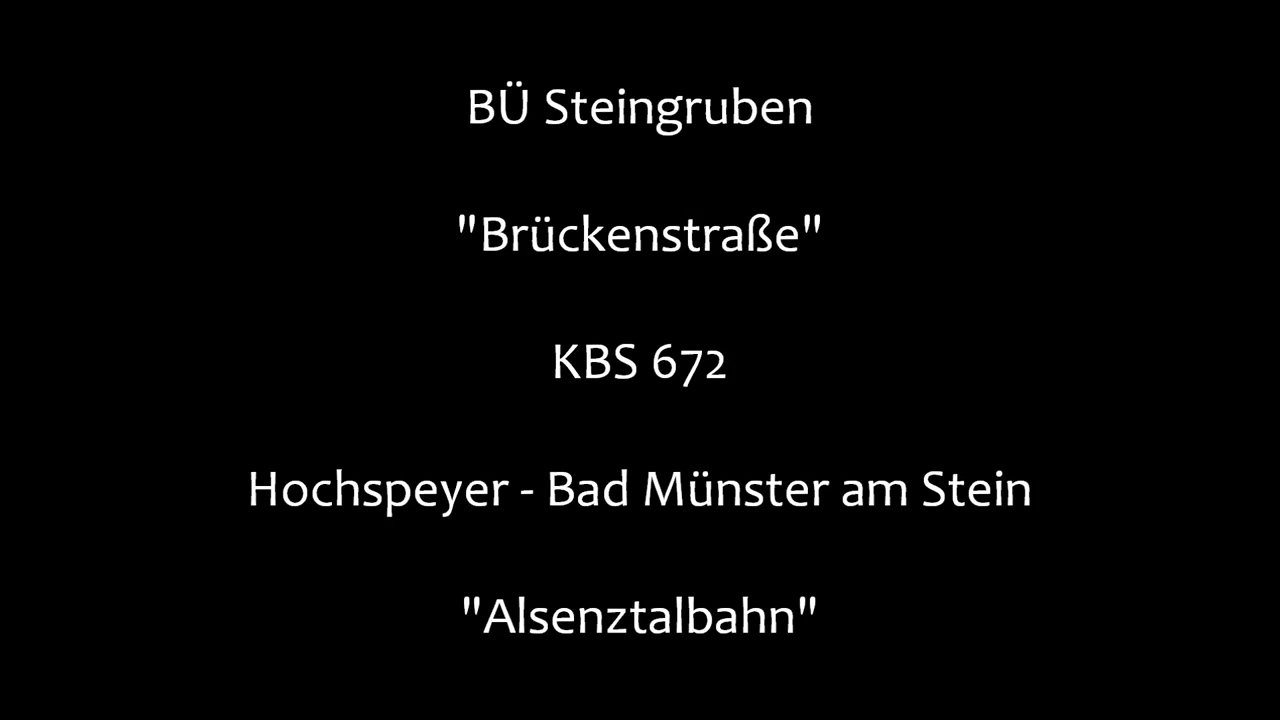 BÜ Steingruben
"Brückenstraße"
KBS 672
Hochspeyer - Bad Münster am Stein
"Alsenztalbahn"